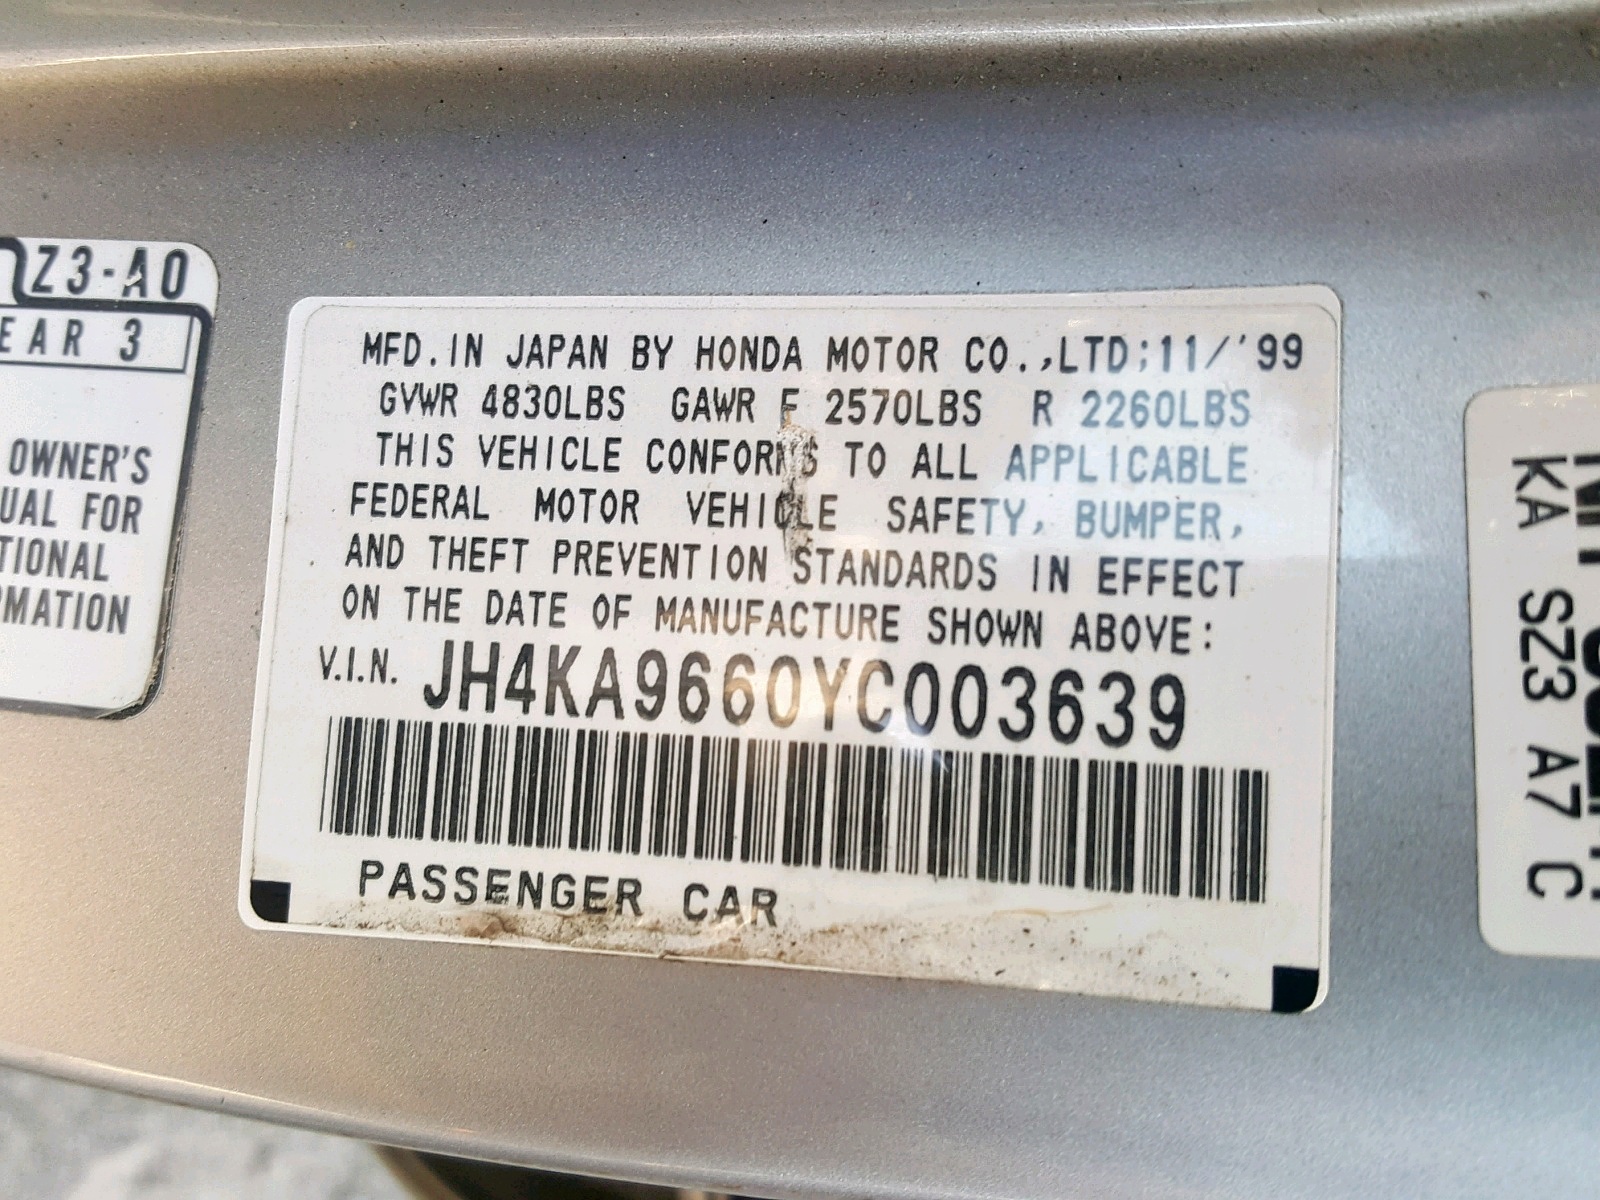 Z3-A0
EAR 3
OWNER'S
UAL FOR
TIONAL
RMATION
MFD.IN JAPAN BY HONDA MOTOR CO.,LTD;11/'99
GVWR 4830LBS GAWR F 2570LBS R 2260LBS
THIS VEHICLE CONFORMS TO ALL APPLICABLE
FEDERAL MOTOR VEHICLE SAFETY, BUMPER,
AND THEFT PREVENTION STANDARDS IN EFFECT
ON THE DATE OF MANUFACTURE SHOWN ABOVE:
V.I.N. JH4KA9660YC003639
PASSENGER CAR
KA SZ3 A7 C